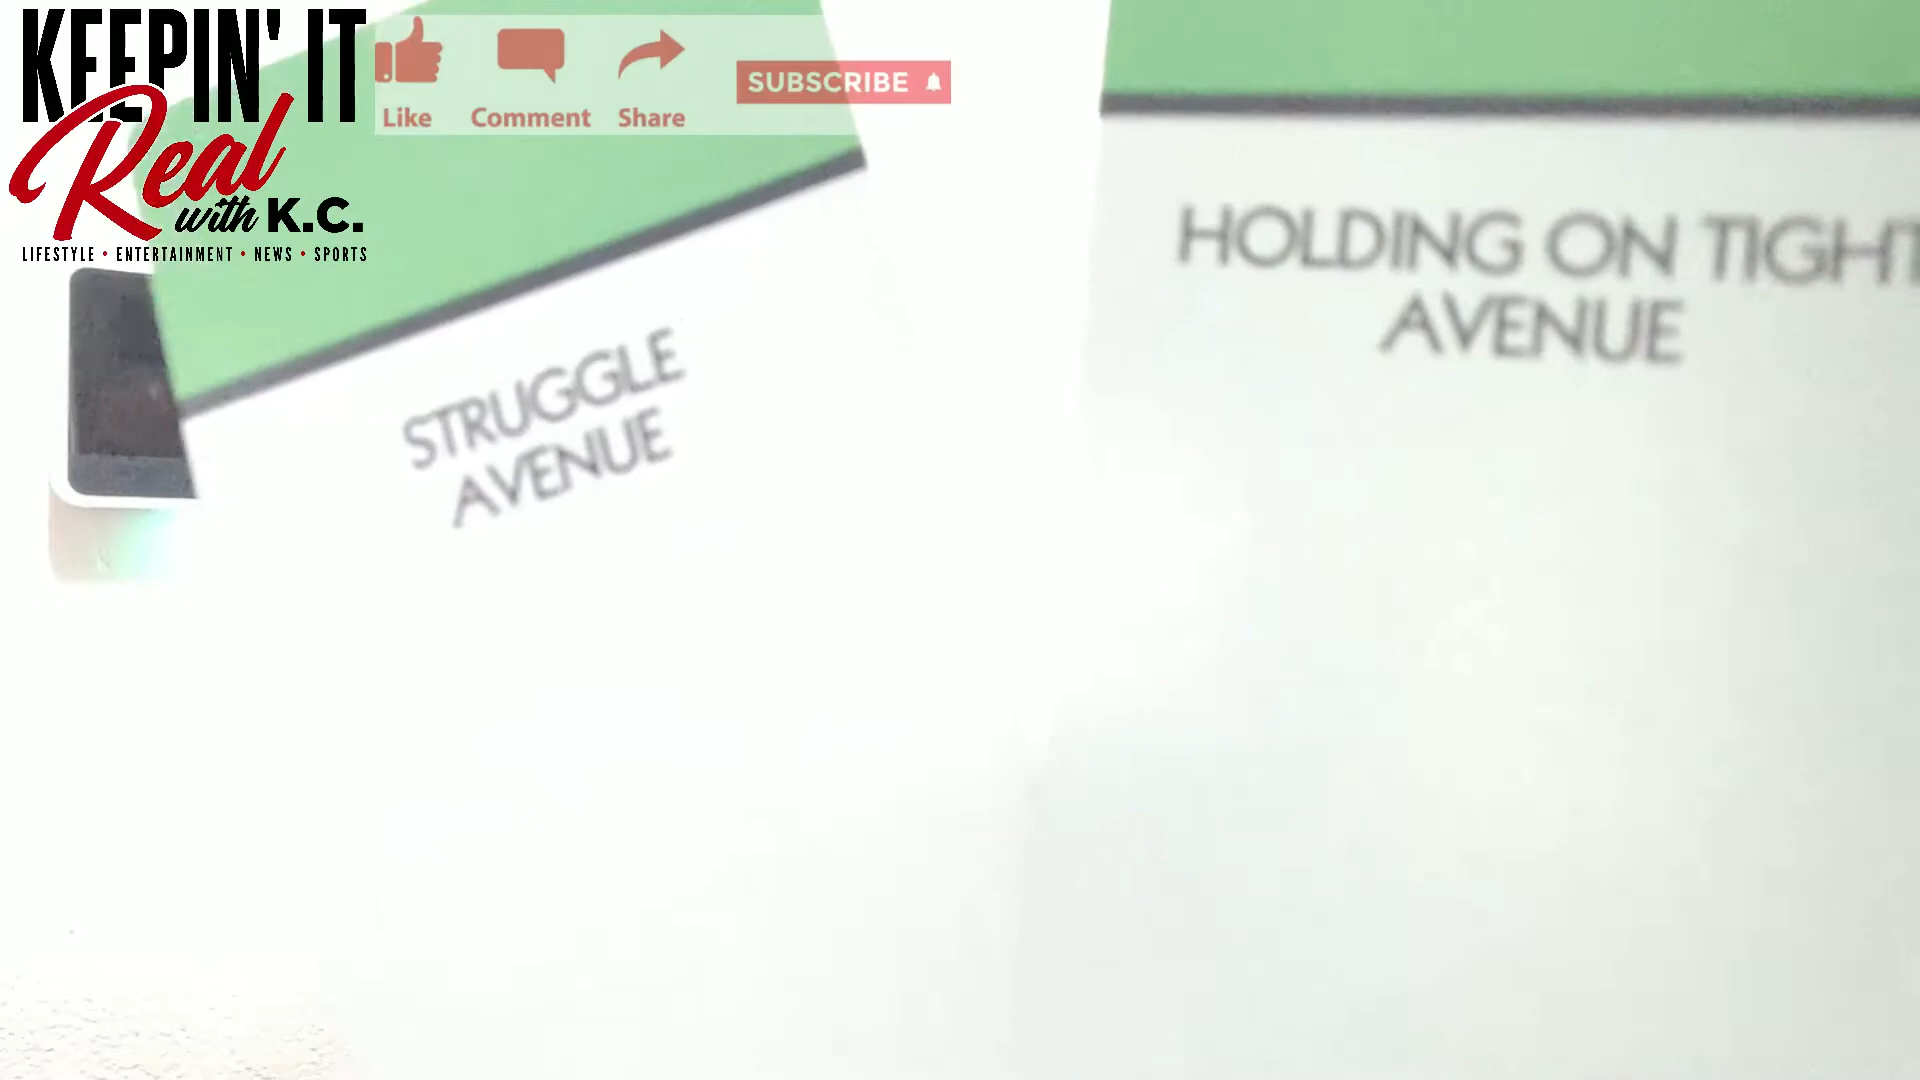 KEEPIN' IT
Real
with K.C.
LIFESTYLE • ENTERTAINMENT • NEWS • SPORTS
Like Comment Share
SUBSCRIBE
STRUGGLE
AVENUE
HOLDING ON TIGHT
AVENUE